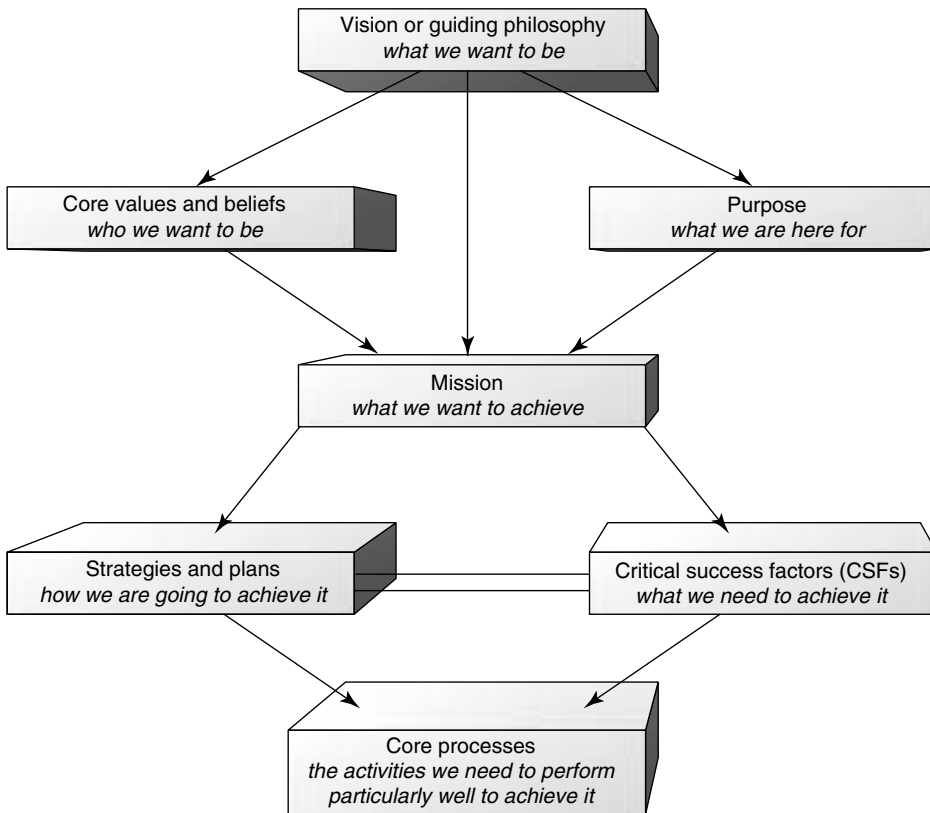 Vision or guiding philosophy
what we want to be
Core values and beliefs
who we want to be
Purpose
what we are here for
Mission
what we want to achieve
Strategies and plans
how we are going to achieve it
Critical success factors (CSFs)
what we need to achieve it
Core processes
the activities we need to perform
particularly well to achieve it